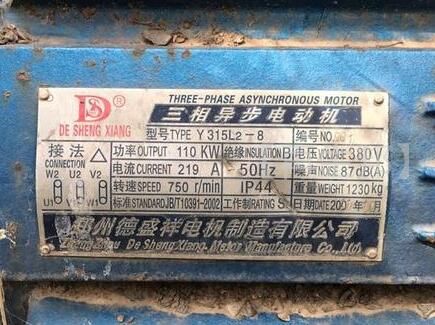 DS®
THREE-PHASE ASYNCHRONOUS MOTOR
DE SHENG XIANG
三相异步电动机
型号TYPE Y 315L2-8 编号NO.
接法 CONNECTION △
功率OUTPUT 110 KW 绝缘INSULATION B 电压VOLTAGE 380V
W2 U2 V2
电流CURRENT 219 A 50Hz 噪声NOISE 87dB(A)
转速SPEED 750 r/min IP44 重量WEIGHT 1230kg
U1 V1 W1
标准STANDARD JB/T10391-2002 工作制RATING S 日期DATE 月
州德盛祥电机制造有限公司
De Sheng Xiang Motor Manufacture Co., Ltd.